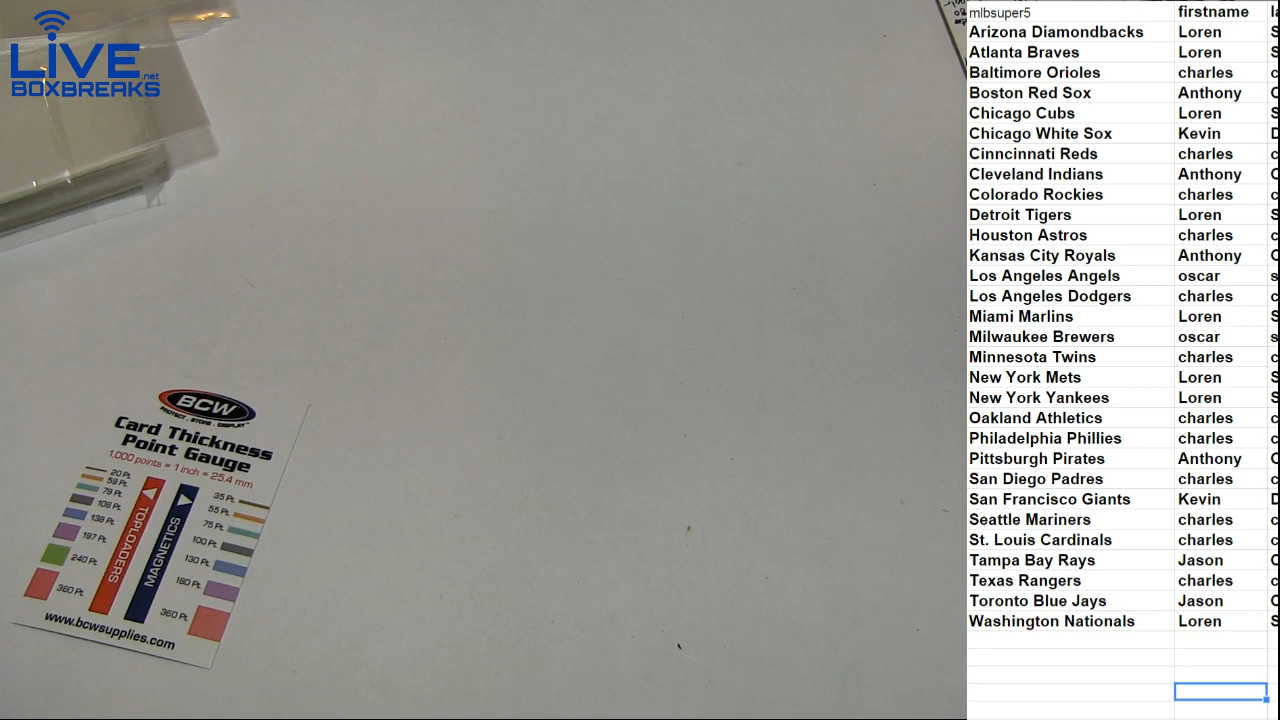 LIVE
.net
BOXBREAKS
BCW
PROTECT · STORE · DISPLAY
Card Thickness
Point Gauge
1,000 points = 1 inch = 25.4 mm
20 Pt.
59 Pt.
79 Pt.
108 Pt.
138 Pt.
197 Pt.
240 Pt.
360 Pt.
TOPLOADERS
MAGNETICS
35 Pt.
55 Pt.
75 Pt.
100 Pt.
130 Pt.
180 Pt.
360 Pt.
www.bcwsupplies.com
mlbsuper5 firstname
Arizona Diamondbacks Loren S
Atlanta Braves Loren S
Baltimore Orioles charles c
Boston Red Sox Anthony C
Chicago Cubs Loren S
Chicago White Sox Kevin D
Cinncinnati Reds charles c
Cleveland Indians Anthony C
Colorado Rockies charles c
Detroit Tigers Loren S
Houston Astros charles c
Kansas City Royals Anthony C
Los Angeles Angels oscar s
Los Angeles Dodgers charles c
Miami Marlins Loren S
Milwaukee Brewers oscar s
Minnesota Twins charles c
New York Mets Loren S
New York Yankees Loren S
Oakland Athletics charles c
Philadelphia Phillies charles c
Pittsburgh Pirates Anthony C
San Diego Padres charles c
San Francisco Giants Kevin D
Seattle Mariners charles c
St. Louis Cardinals charles c
Tampa Bay Rays Jason C
Texas Rangers charles c
Toronto Blue Jays Jason C
Washington Nationals Loren S